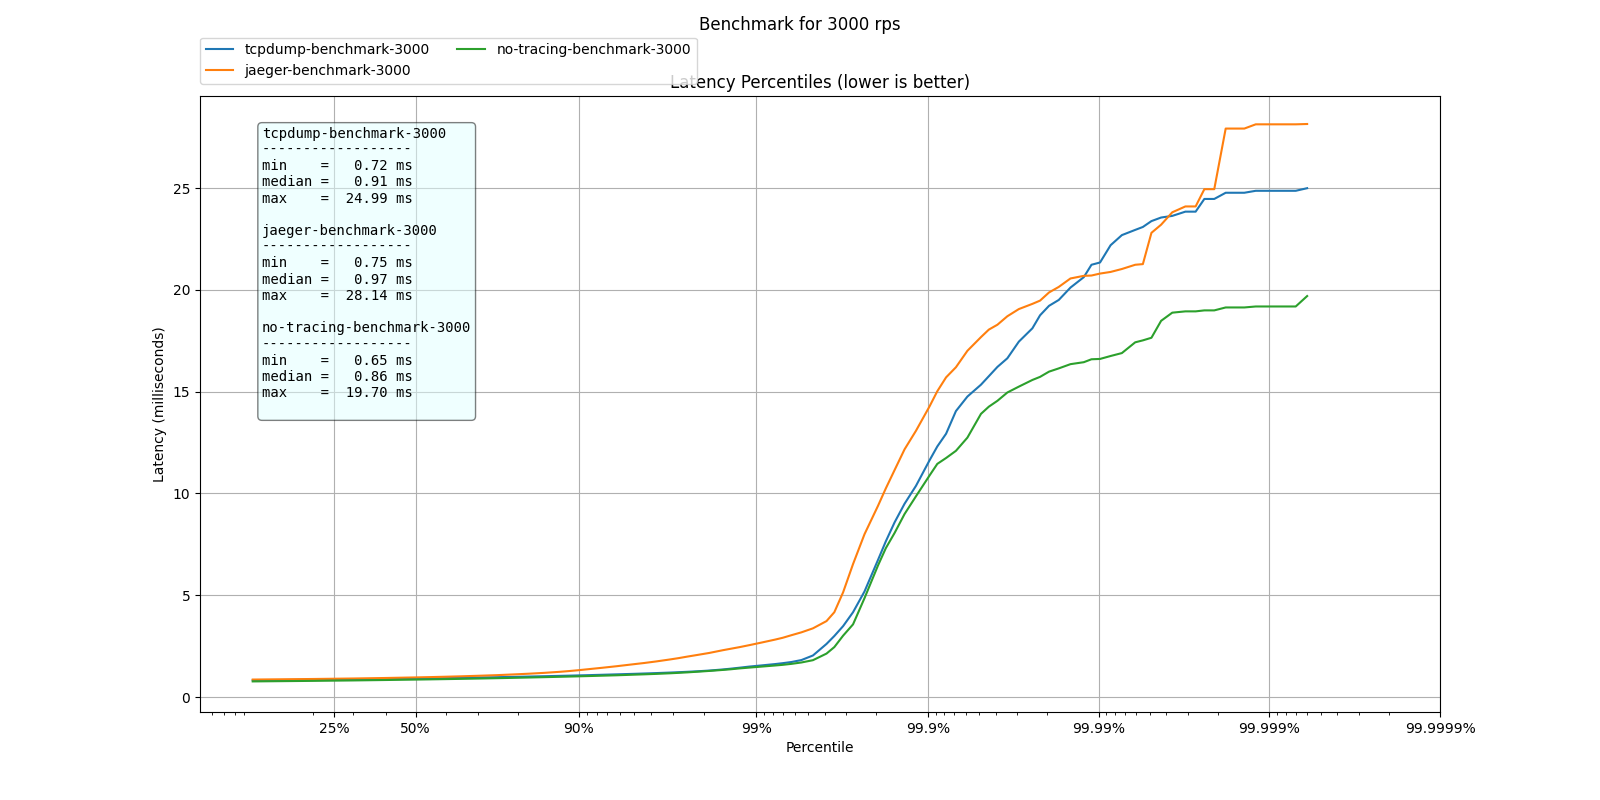 Benchmark for 3000 rps
tcpdump-benchmark-3000
no-tracing-benchmark-3000
jaeger-benchmark-3000
Latency Percentiles (lower is better)
tcpdump-benchmark-3000
------------------
min    =   0.72 ms
median =   0.91 ms
max    =  24.99 ms
jaeger-benchmark-3000
------------------
min    =   0.75 ms
median =   0.97 ms
max    =  28.14 ms
no-tracing-benchmark-3000
------------------
min    =   0.65 ms
median =   0.86 ms
max    =  19.70 ms
25
20
15
10
5
0
Latency (milliseconds)
25%
50%
90%
99%
99.9%
99.99%
99.999%
99.9999%
Percentile